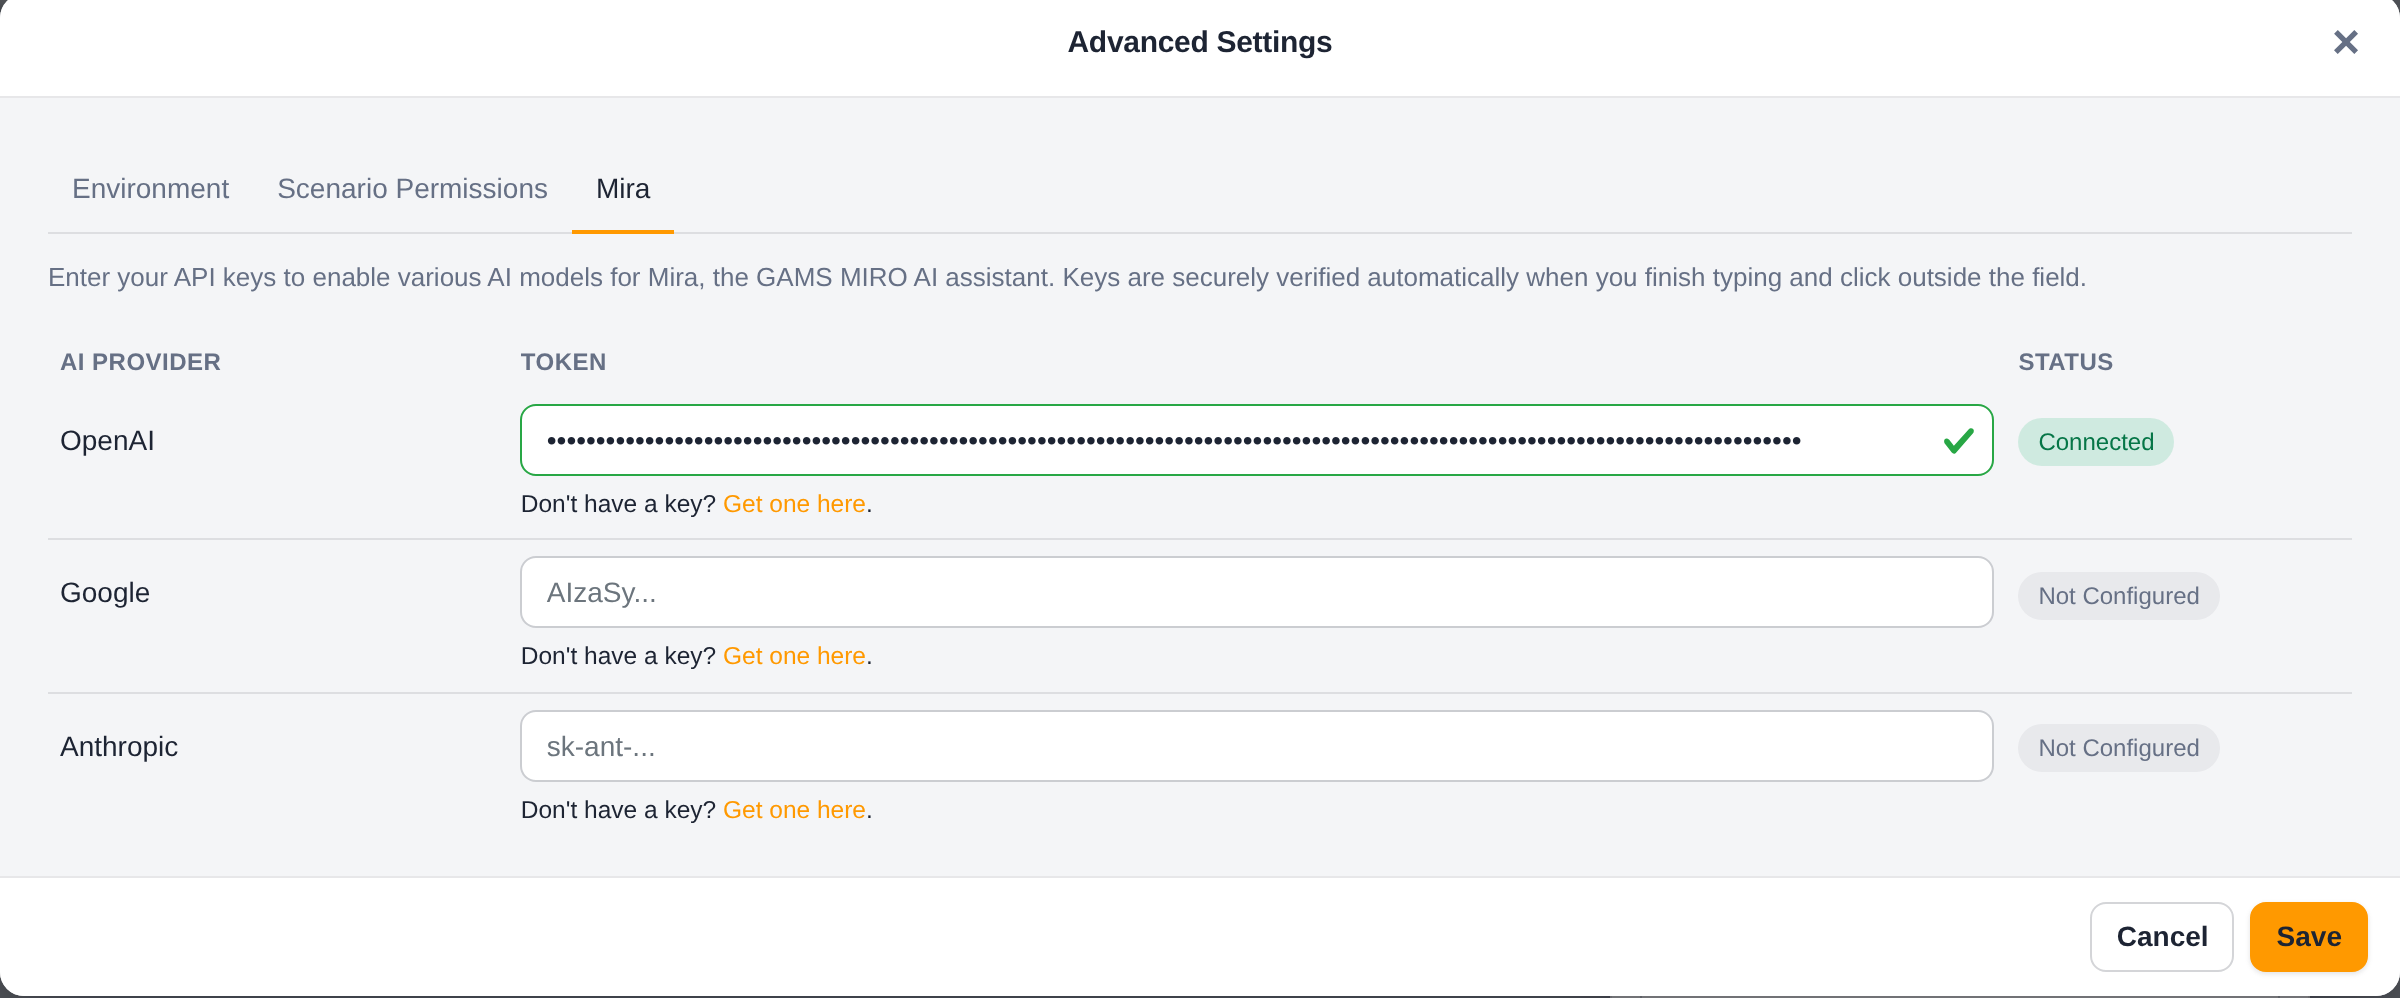 Advanced Settings
Environment Scenario Permissions Mira
Enter your API keys to enable various AI models for Mira, the GAMS MIRO AI assistant. Keys are securely verified automatically when you finish typing and click outside the field.
AI PROVIDER TOKEN STATUS
OpenAI Connected
Don't have a key? Get one here.
Google AIzaSy... Not Configured
Don't have a key? Get one here.
Anthropic sk-ant-... Not Configured
Don't have a key? Get one here.
Cancel Save